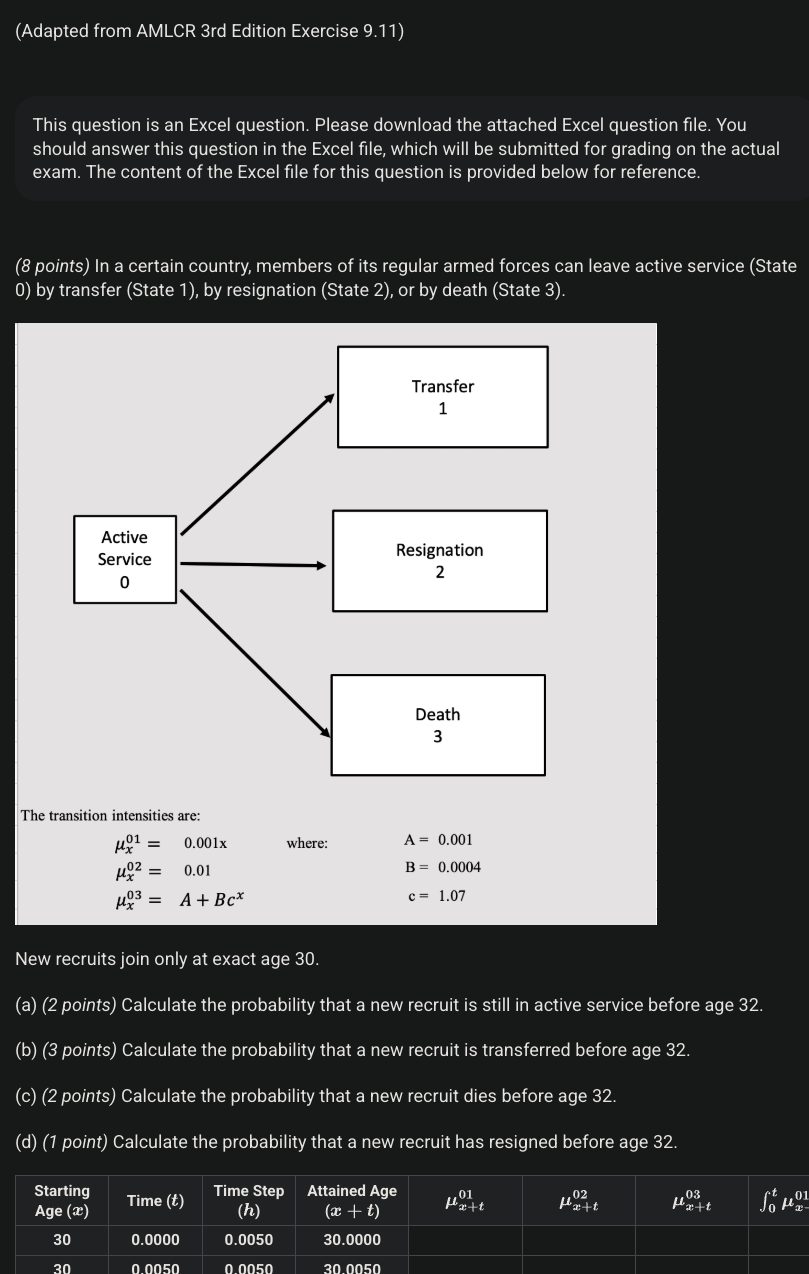 (Adapted from AMLCR 3rd Edition Exercise 9.11)
This question is an Excel question. Please download the attached Excel question file. You
should answer this question in the Excel file, which will be submitted for grading on the actual
exam. The content of the Excel file for this question is provided below for reference.
(8 points) In a certain country, members of its regular armed forces can leave active service (State
0) by transfer (State 1), by resignation (State 2), or by death (State 3).
Transfer
1
Active
Service
0
Resignation
2
Death
3
The transition intensities are:
μ_x^{01} = 0.001x where: A = 0.001
μ_x^{02} = 0.01 B = 0.0004
μ_x^{03} = A + Bc^x c = 1.07
New recruits join only at exact age 30.
(a) (2 points) Calculate the probability that a new recruit is still in active service before age 32.
(b) (3 points) Calculate the probability that a new recruit is transferred before age 32.
(c) (2 points) Calculate the probability that a new recruit dies before age 32.
(d) (1 point) Calculate the probability that a new recruit has resigned before age 32.
Starting Age (x) Time (t) Time Step (h) Attained Age (x + t) μ_{x+t}^{01} μ_{x+t}^{02} μ_{x+t}^{03} ∫_0^t μ_{x-}^{01}
30 0.0000 0.0050 30.0000
30 0.0050 0.0050 30.0050